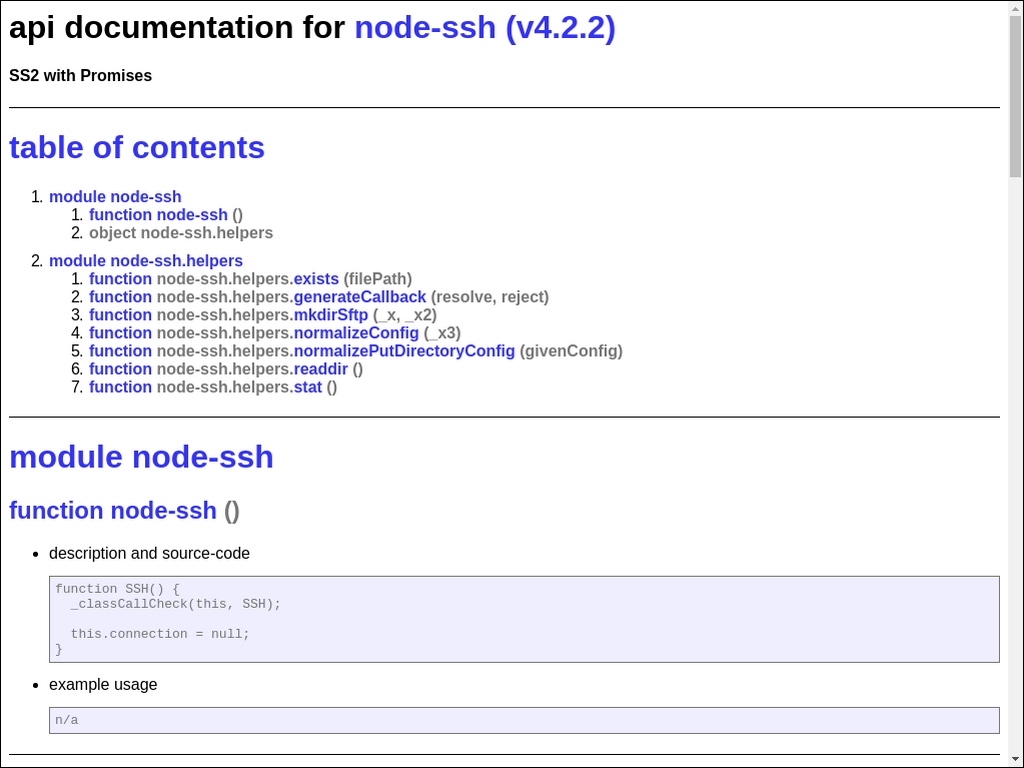 api documentation for node-ssh (v4.2.2)
SS2 with Promises
table of contents
1. module node-ssh
1. function node-ssh ()
2. object node-ssh.helpers
2. module node-ssh.helpers
1. function node-ssh.helpers.exists (filePath)
2. function node-ssh.helpers.generateCallback (resolve, reject)
3. function node-ssh.helpers.mkdirSftp (_x, _x2)
4. function node-ssh.helpers.normalizeConfig (_x3)
5. function node-ssh.helpers.normalizePutDirectoryConfig (givenConfig)
6. function node-ssh.helpers.readdir ()
7. function node-ssh.helpers.stat ()
module node-ssh
function node-ssh ()
• description and source-code
function SSH() {
  _classCallCheck(this, SSH);
  this.connection = null;
}
• example usage
n/a